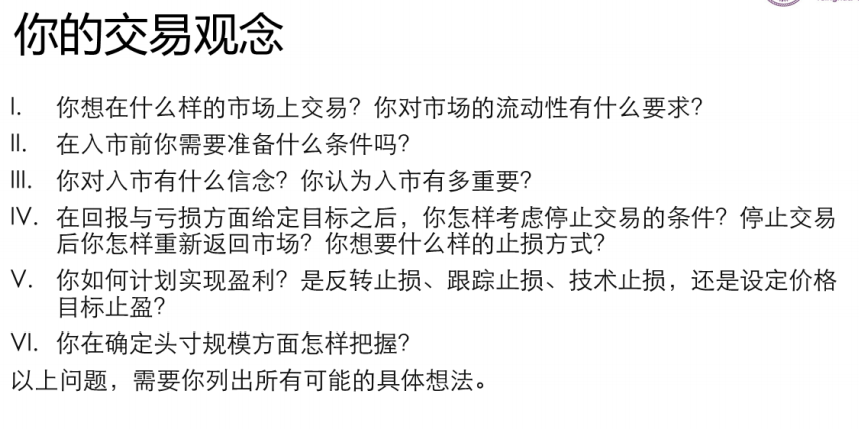 你的交易观念
I. 你想在什么样的市场上交易？你对市场的流动性有什么要求？
II. 在入市前你需要准备什么条件吗？
III. 你对入市有什么信念？你认为入市有多重要？
IV. 在回报与亏损方面给定目标之后，你怎样考虑停止交易的条件？停止交易
后你怎样重新返回市场？你想要什么样的止损方式？
V. 你如何计划实现盈利？是反转止损、跟踪止损、技术止损，还是设定价格
目标止盈？
VI. 你在确定头寸规模方面怎样把握？
以上问题，需要你列出所有可能的具体想法。